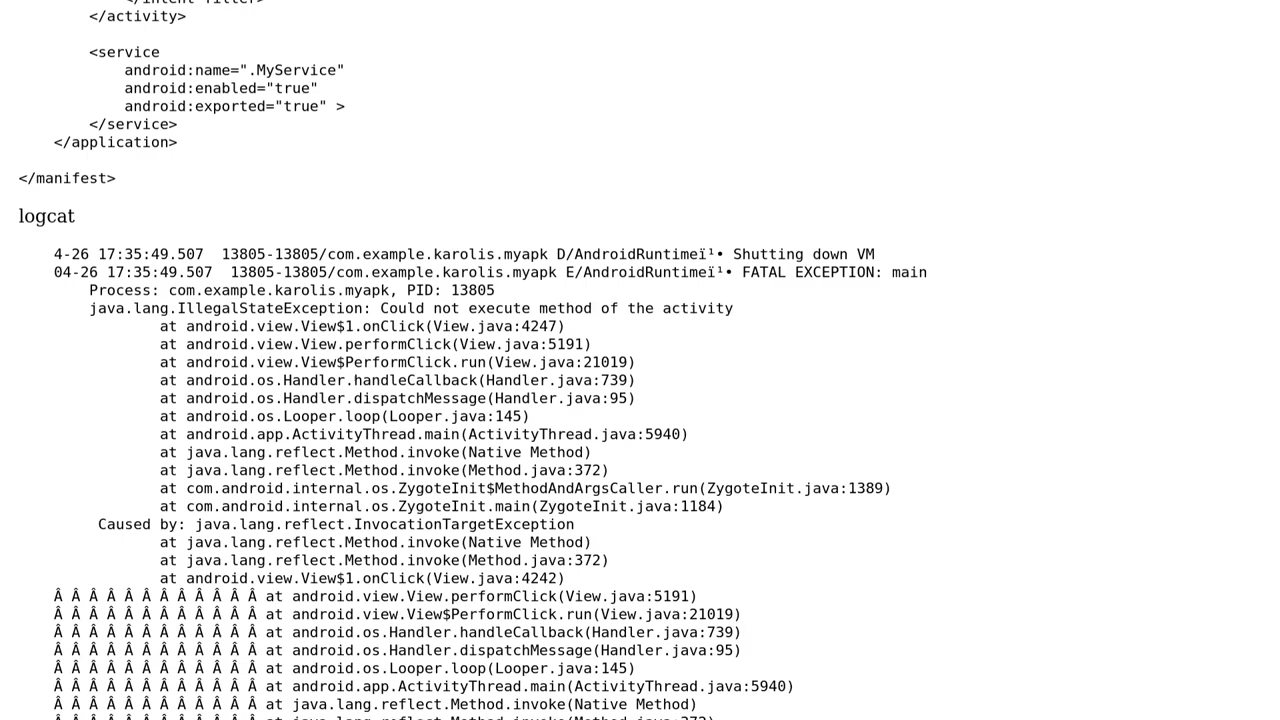 </intent-filter>
</activity>
<service
android:name=".MyService"
android:enabled="true"
android:exported="true" >
</service>
</application>
</manifest>
logcat
4-26 17:35:49.507  13805-13805/com.example.karolis.myapk D/AndroidRuntimeï¹• Shutting down VM
04-26 17:35:49.507  13805-13805/com.example.karolis.myapk E/AndroidRuntimeï¹• FATAL EXCEPTION: main
Process: com.example.karolis.myapk, PID: 13805
java.lang.IllegalStateException: Could not execute method of the activity
at android.view.View$1.onClick(View.java:4247)
at android.view.View.performClick(View.java:5191)
at android.view.View$PerformClick.run(View.java:21019)
at android.os.Handler.handleCallback(Handler.java:739)
at android.os.Handler.dispatchMessage(Handler.java:95)
at android.os.Looper.loop(Looper.java:145)
at android.app.ActivityThread.main(ActivityThread.java:5940)
at java.lang.reflect.Method.invoke(Native Method)
at java.lang.reflect.Method.invoke(Method.java:372)
at com.android.internal.os.ZygoteInit$MethodAndArgsCaller.run(ZygoteInit.java:1389)
at com.android.internal.os.ZygoteInit.main(ZygoteInit.java:1184)
Caused by: java.lang.reflect.InvocationTargetException
at java.lang.reflect.Method.invoke(Native Method)
at java.lang.reflect.Method.invoke(Method.java:372)
at android.view.View$1.onClick(View.java:4242)
Â Â Â Â Â Â Â Â Â Â Â Â at android.view.View.performClick(View.java:5191)
Â Â Â Â Â Â Â Â Â Â Â Â at android.view.View$PerformClick.run(View.java:21019)
Â Â Â Â Â Â Â Â Â Â Â Â at android.os.Handler.handleCallback(Handler.java:739)
Â Â Â Â Â Â Â Â Â Â Â Â at android.os.Handler.dispatchMessage(Handler.java:95)
Â Â Â Â Â Â Â Â Â Â Â Â at android.os.Looper.loop(Looper.java:145)
Â Â Â Â Â Â Â Â Â Â Â Â at android.app.ActivityThread.main(ActivityThread.java:5940)
Â Â Â Â Â Â Â Â Â Â Â Â at java.lang.reflect.Method.invoke(Native Method)
Â Â Â Â Â Â Â Â Â Â Â Â at java.lang.reflect.Method.invoke(Method.java:372)